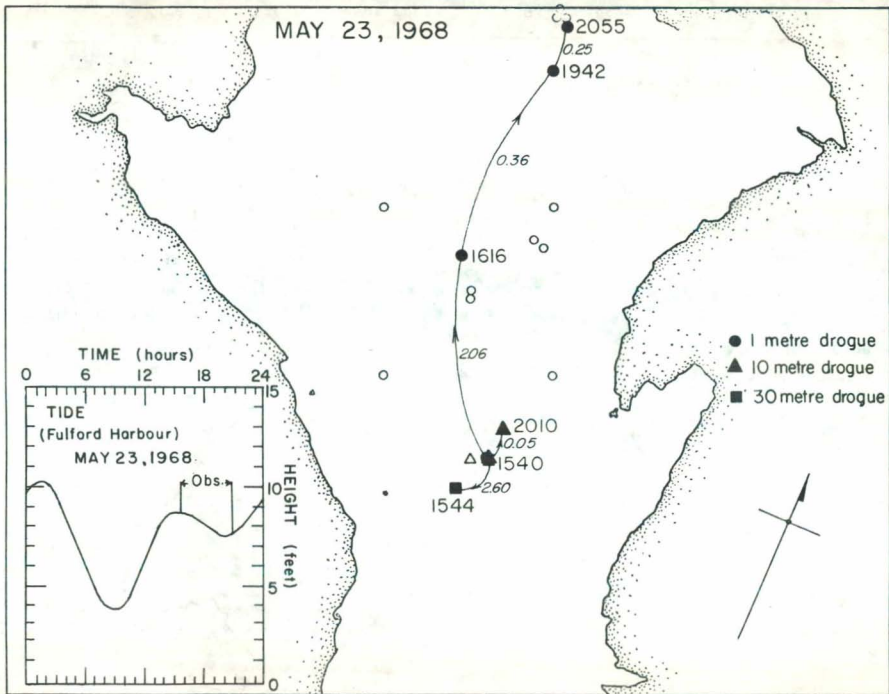 MAY 23, 1968
2055
0.25
1942
0.36
1616
206
1 metre drogue
10 metre drogue
30 metre drogue
2010
0.05
1540
2.60
1544
TIME (hours)
0 6 12 18 24
15
TIDE
(Fulford Harbour)
MAY 23, 1968
Obs.
10
HEIGHT (feet)
5
0